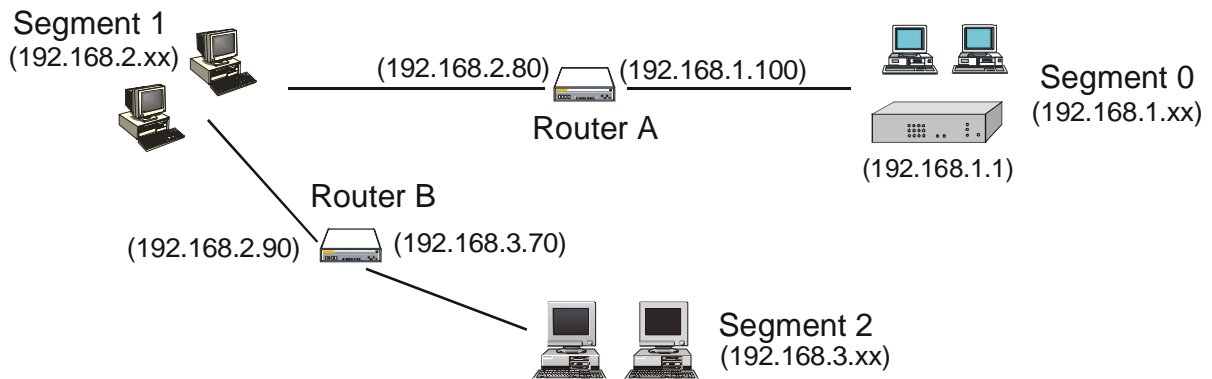 Segment 1
(192.168.2.xx)
(192.168.2.80)
(192.168.1.100)
Router A
Segment 0
(192.168.1.xx)
(192.168.1.1)
Router B
(192.168.2.90)
(192.168.3.70)
Segment 2
(192.168.3.xx)